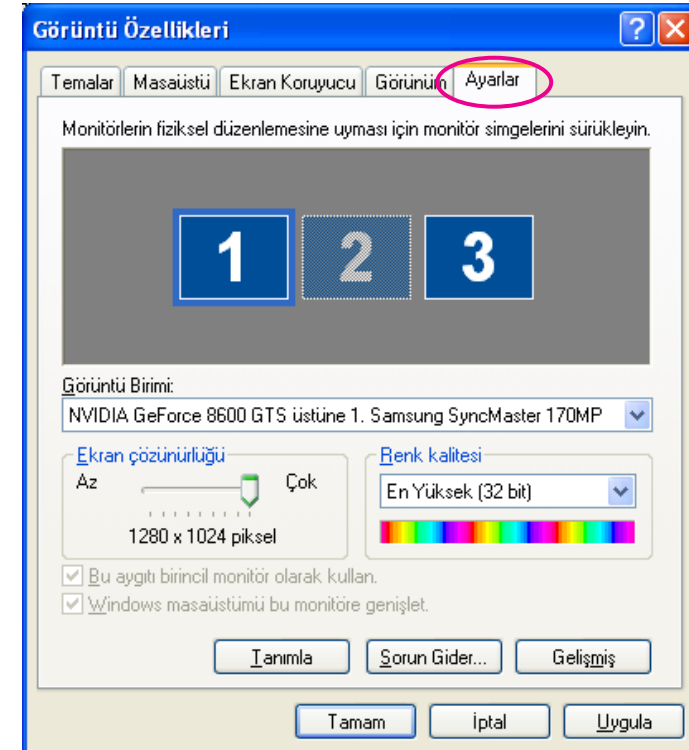 Görüntü Özellikleri
Temalar Masaüstü Ekran Koruyucu Görünüm Ayarlar
Monitörlerin fiziksel düzenlemesine uyması için monitör simgelerini sürükleyin.
1 2 3
Görüntü Birimi:
NVIDIA GeForce 8600 GTS üstüne 1. Samsung SyncMaster 170MP
Ekran çözünürlüğü Renk kalitesi
Az Çok En Yüksek (32 bit)
1280 x 1024 piksel
Bu aygıtı birincil monitör olarak kullan.
Windows masaüstümü bu monitöre genişlet.
Tanımla Sorun Gider... Gelişmiş
Tamam İptal Uygula